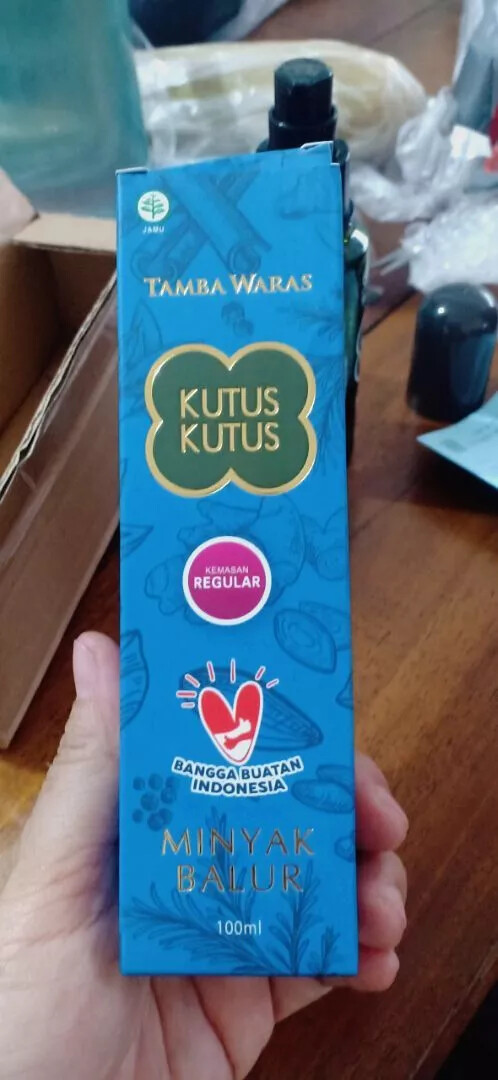 JAMU
TAMBA WARAS
KUTUS
KUTUS
KEMASAN
REGULAR
BANGGA BUATAN
INDONESIA
MINYAK
BALUR
100ml